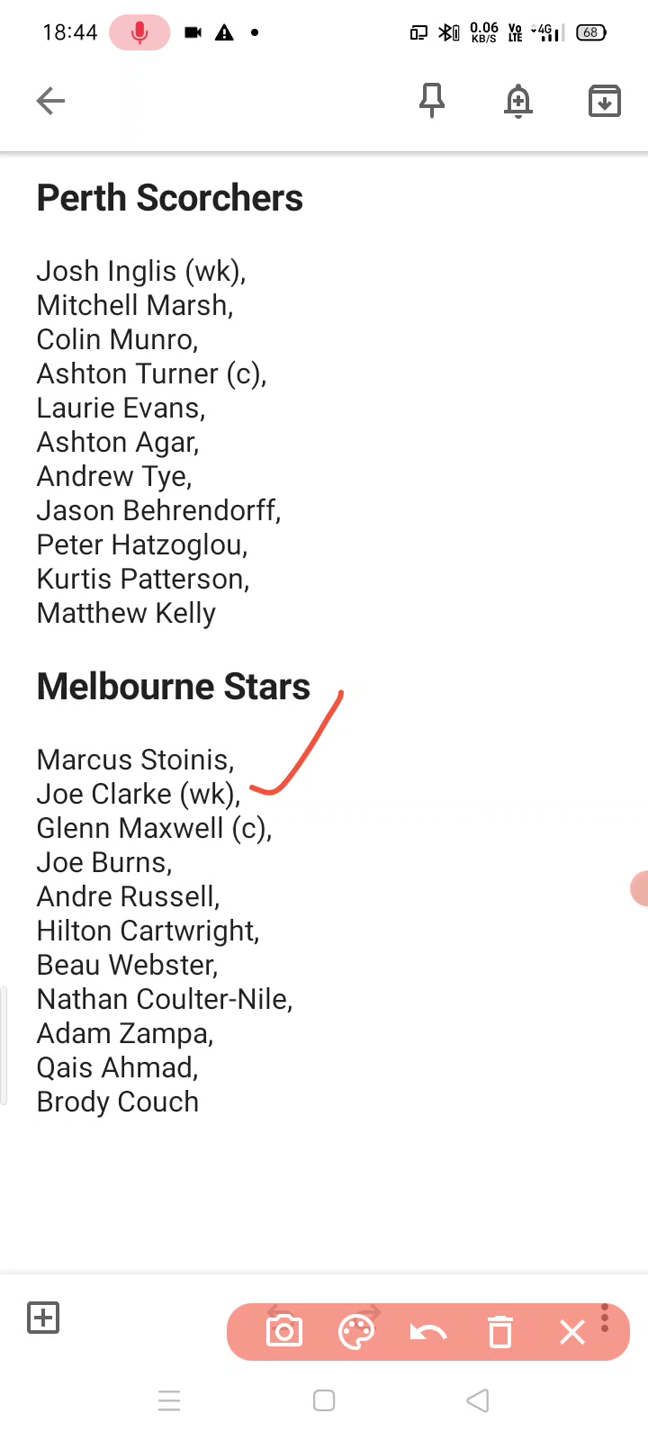 18:44
0.06 KB/S
VO LTE
4G
68
Perth Scorchers
Josh Inglis (wk),
Mitchell Marsh,
Colin Munro,
Ashton Turner (c),
Laurie Evans,
Ashton Agar,
Andrew Tye,
Jason Behrendorff,
Peter Hatzoglou,
Kurtis Patterson,
Matthew Kelly
Melbourne Stars
Marcus Stoinis,
Joe Clarke (wk),
Glenn Maxwell (c),
Joe Burns,
Andre Russell,
Hilton Cartwright,
Beau Webster,
Nathan Coulter-Nile,
Adam Zampa,
Qais Ahmad,
Brody Couch